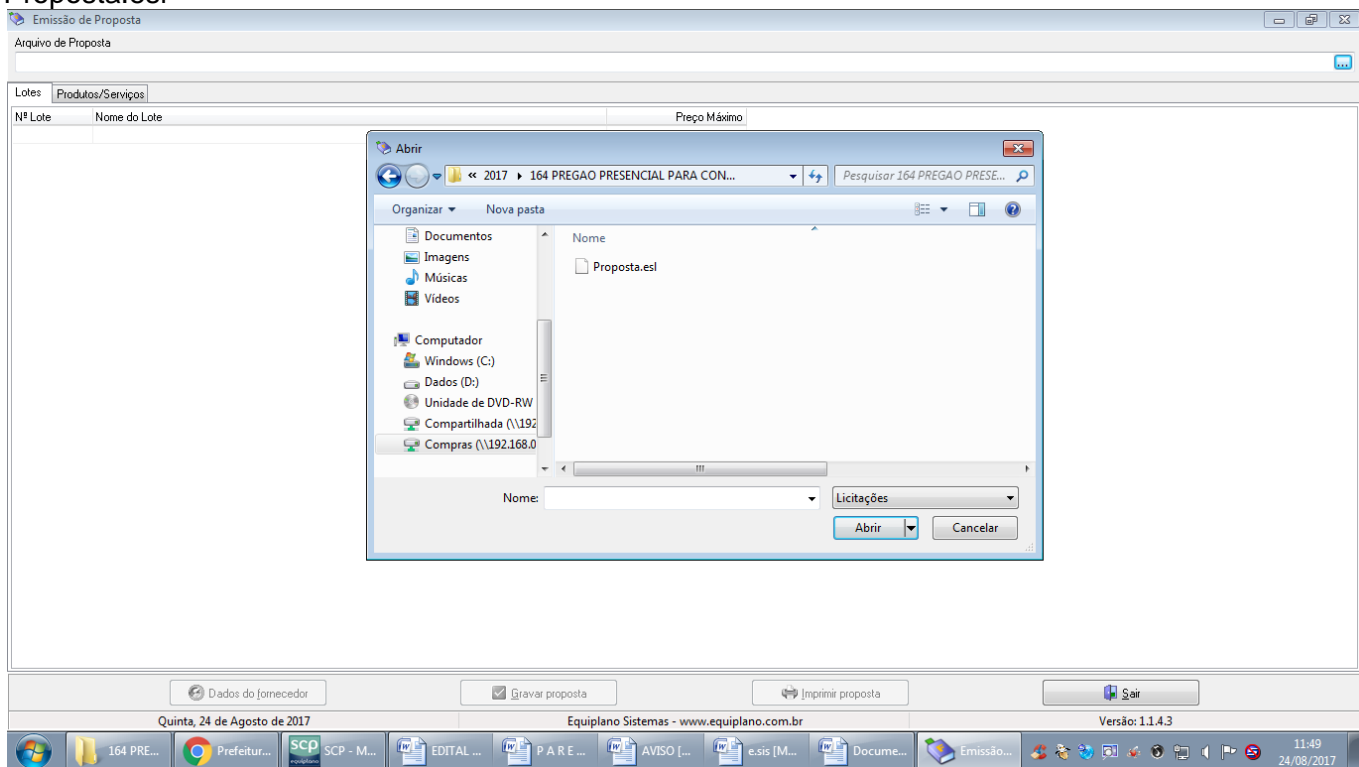 Emissão de Proposta
Arquivo de Proposta
...
Lotes Produtos/Serviços
Nº Lote Nome do Lote Preço Máximo
Abrir
« 2017 164 PREGAO PRESENCIAL PARA CON... Pesquisar 164 PREGAO PRESE...
Organizar Nova pasta
Documentos
Imagens
Músicas
Vídeos
Computador
Windows (C:)
Dados (D:)
Unidade de DVD-RW
Compartilhada (\\192
Compras (\\192.168.0
Nome
Proposta.esl
Nome: Licitações
Abrir Cancelar
Dados do fornecedor Gravar proposta Imprimir proposta Sair
Quinta, 24 de Agosto de 2017 Equiplano Sistemas - www.equiplano.com.br Versão: 1.1.4.3
164 PRE... Prefeitur... scp equiplano SCP - M... EDITAL ... P A R E ... AVISO [... e.sis [M... Docume... Emissão... 11:49
24/08/2017